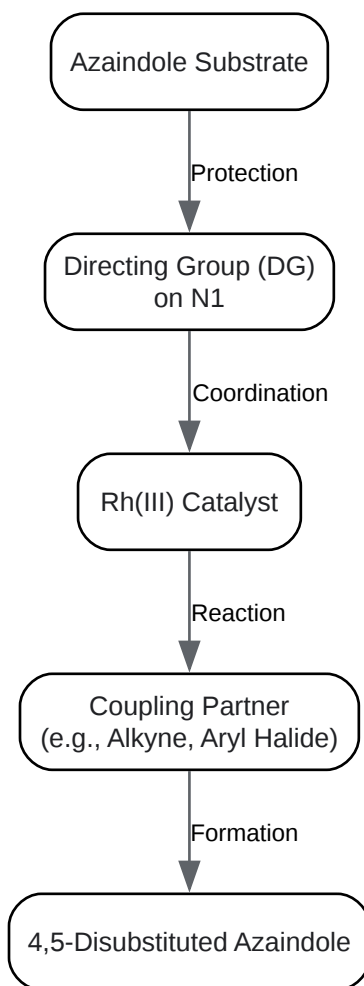 Azaindole Substrate
Protection
Directing Group (DG)
on N1
Coordination
Rh(III) Catalyst
Reaction
Coupling Partner
(e.g., Alkyne, Aryl Halide)
Formation
4,5-Disubstituted Azaindole